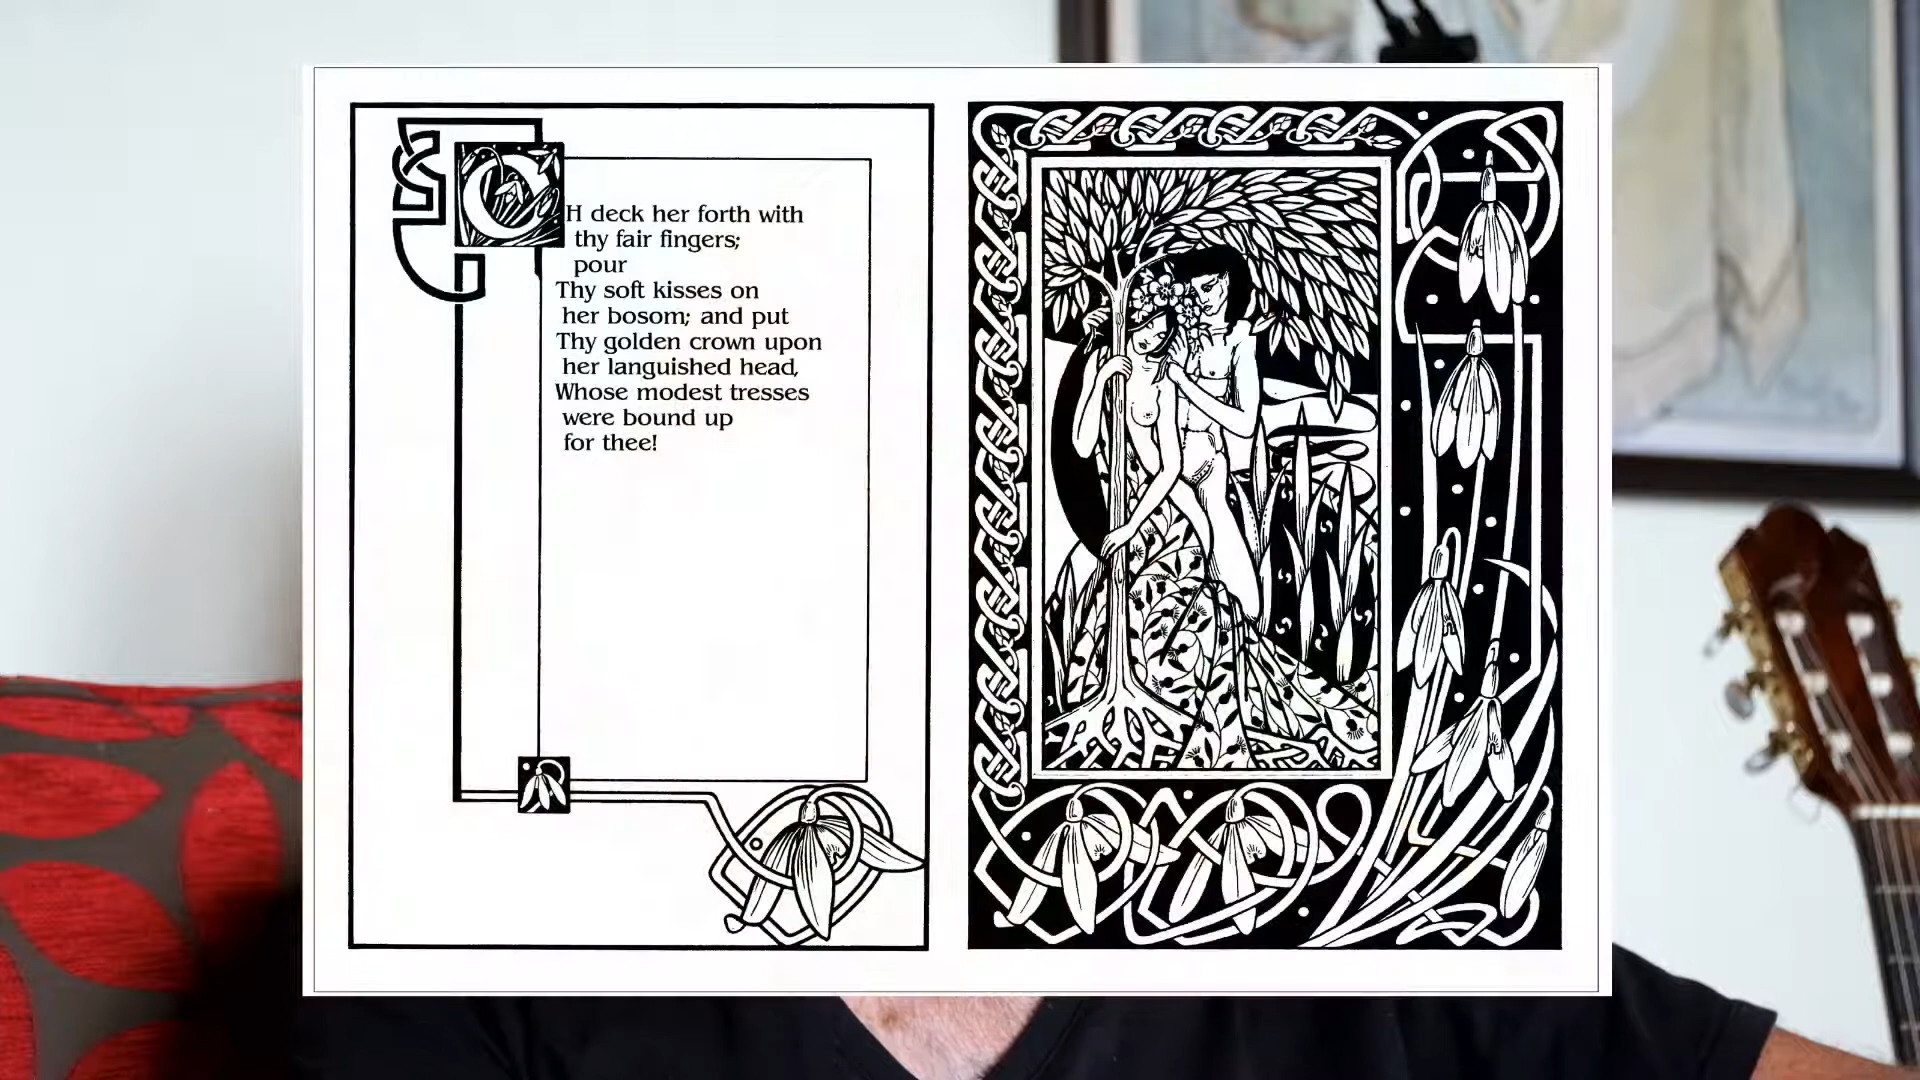 OH deck her forth with
thy fair fingers;
pour
Thy soft kisses on
her bosom; and put
Thy golden crown upon
her languished head,
Whose modest tresses
were bound up
for thee!